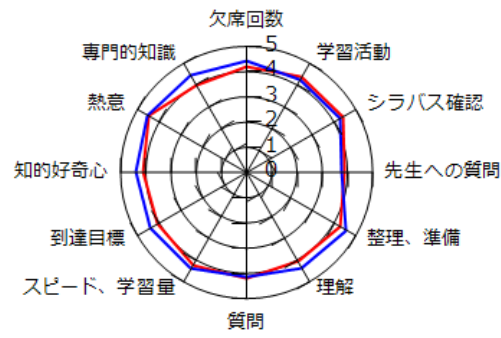 欠席回数
学習活動
シラバス確認
先生への質問
整理、準備
理解
質問
スピード、学習量
到達目標
知的好奇心
熱意
専門的知識
5
4
3
2
1
0